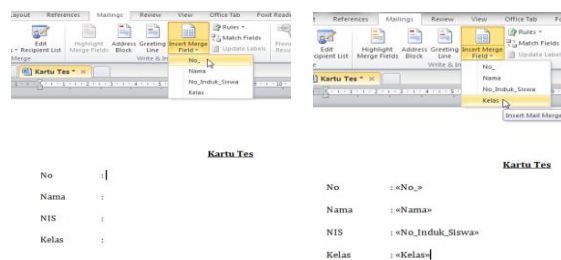 Layout References Mailings Review View Office Tab Foxit Reader
Edit Recipient List
Highlight Merge Fields
Address Block
Greeting Line
Insert Merge Field
Rules
Match Fields
Update Labels
Write & In
No_
Nama
No_Induk_Siswa
Kelas
Kartu Tes *
Kartu Tes
No :
Nama :
NIS :
Kelas :
References Mailings Review View Office Tab
Edit
Recipient List
Highlight Merge Fields
Address Block
Greeting Line
Insert Merge Field
Rules
Match Fields
Update Labels
Write & In
No_
Nama
No_Induk_Siswa
Kelas
Insert Mail Merge
Kartu Tes *
Kartu Tes
No : «No_»
Nama : «Nama»
NIS : «No_Induk_Siswa»
Kelas : «Kelas»